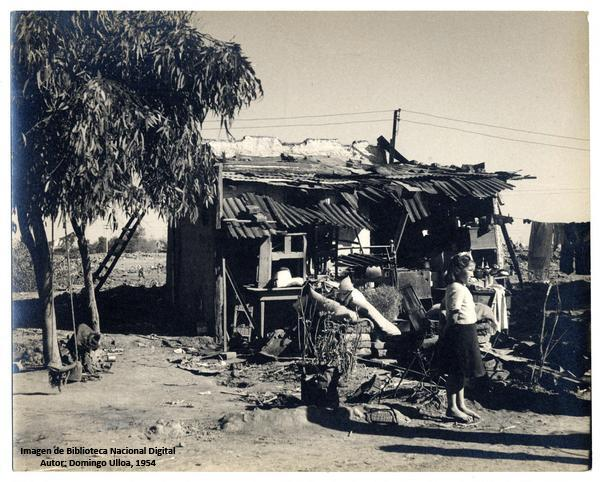 Imagen de Biblioteca Nacional Digital
Autor; Domingo Ulloa, 1954